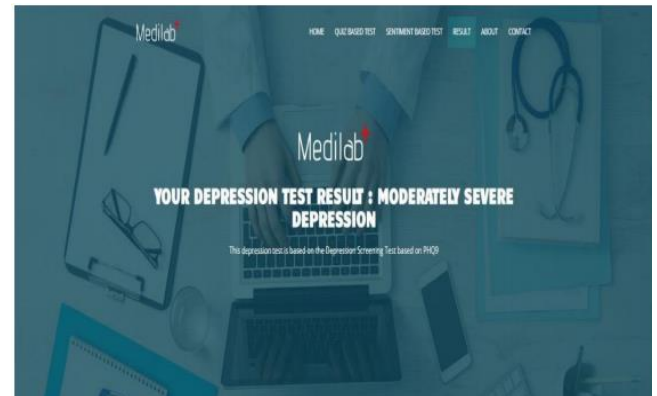 Medilab+
HOME QUIZ BASED TEST SENTIMENT BASED TEST RESULT ABOUT CONTACT
Medilab+
YOUR DEPRESSION TEST RESULT : MODERATELY SEVERE
DEPRESSION
This depression test is based on the Depression Screening Test based on PHQ9